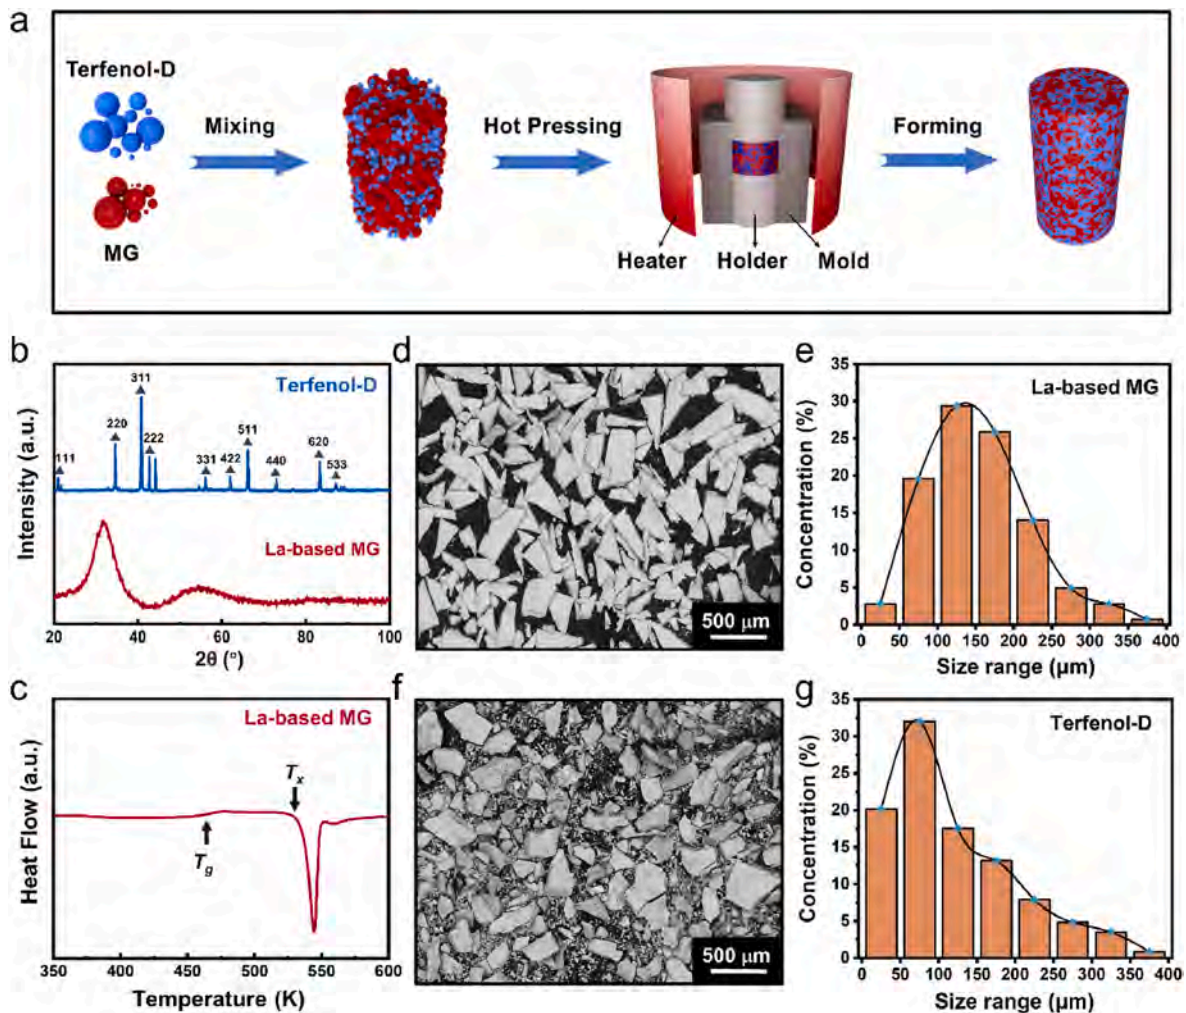 a
Terfenol-D
MG
Mixing
Hot Pressing
Heater
Holder
Mold
Forming
b
Intensity (a.u.)
Terfenol-D
111
220
311
222
331
422
511
440
620
533
La-based MG
20
40
60
80
100
2θ (°)
c
Heat Flow (a.u.)
La-based MG
Tg
Tx
350
400
450
500
550
600
Temperature (K)
d
500 μm
e
Concentration (%)
La-based MG
35
30
25
20
15
10
5
0
0
50
100
150
200
250
300
350
400
Size range (μm)
f
500 μm
g
Concentration (%)
Terfenol-D
35
30
25
20
15
10
5
0
0
50
100
150
200
250
300
350
400
Size range (μm)